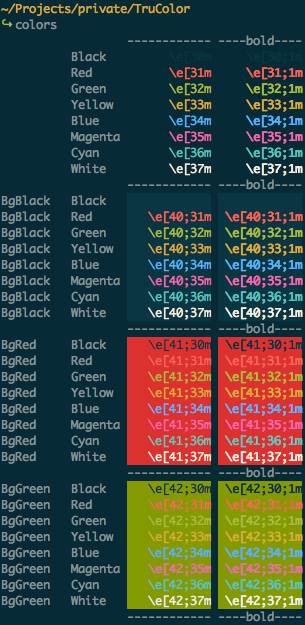 ~/Projects/private/TruColor
↪ colors
------------- ----bold----
Black \e[30m \e[30;1m
Red \e[31m \e[31;1m
Green \e[32m \e[32;1m
Yellow \e[33m \e[33;1m
Blue \e[34m \e[34;1m
Magenta \e[35m \e[35;1m
Cyan \e[36m \e[36;1m
White \e[37m \e[37;1m
------------- ----bold----
BgBlack Black
BgBlack Red \e[40;31m \e[40;31;1m
BgBlack Green \e[40;32m \e[40;32;1m
BgBlack Yellow \e[40;33m \e[40;33;1m
BgBlack Blue \e[40;34m \e[40;34;1m
BgBlack Magenta \e[40;35m \e[40;35;1m
BgBlack Cyan \e[40;36m \e[40;36;1m
BgBlack White \e[40;37m \e[40;37;1m
------------- ----bold----
BgRed Black \e[41;30m \e[41;30;1m
BgRed Red \e[41;31m \e[41;31;1m
BgRed Green \e[41;32m \e[41;32;1m
BgRed Yellow \e[41;33m \e[41;33;1m
BgRed Blue \e[41;34m \e[41;34;1m
BgRed Magenta \e[41;35m \e[41;35;1m
BgRed Cyan \e[41;36m \e[41;36;1m
BgRed White \e[41;37m \e[41;37;1m
------------- ----bold----
BgGreen Black \e[42;30m \e[42;30;1m
BgGreen Red \e[42;31m \e[42;31;1m
BgGreen Green \e[42;32m \e[42;32;1m
BgGreen Yellow \e[42;33m \e[42;33;1m
BgGreen Blue \e[42;34m \e[42;34;1m
BgGreen Magenta \e[42;35m \e[42;35;1m
BgGreen Cyan \e[42;36m \e[42;36;1m
BgGreen White \e[42;37m \e[42;37;1m